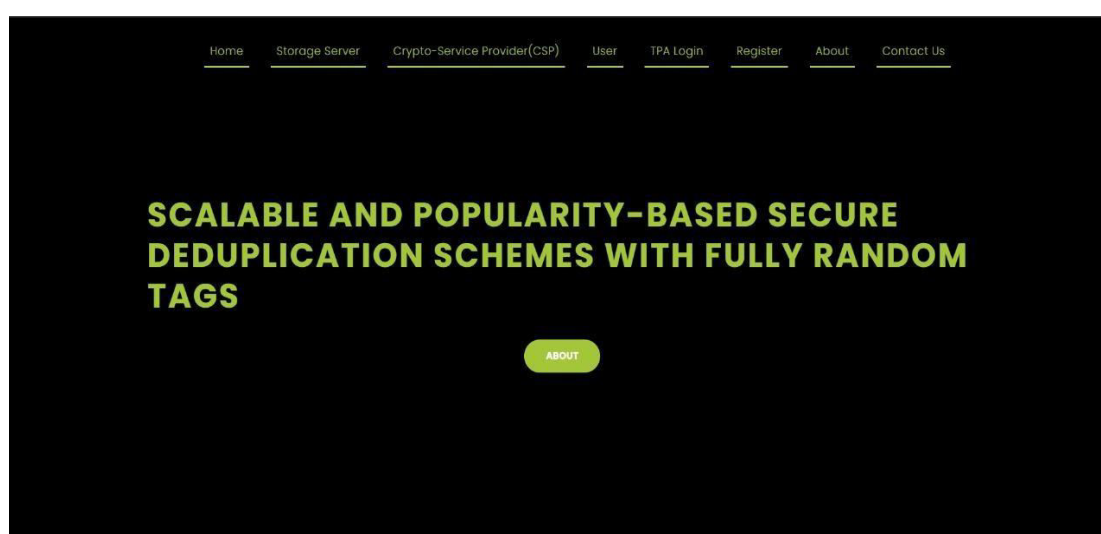 Home Storage Server Crypto-Service Provider(CSP) User TPA Login Register About Contact Us
SCALABLE AND POPULARITY-BASED SECURE
DEDUPLICATION SCHEMES WITH FULLY RANDOM
TAGS
ABOUT